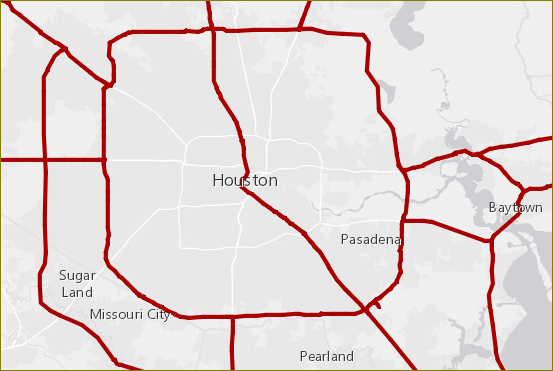 Houston
Baytown
Pasadena
Sugar
Land
Missouri City
Pearland